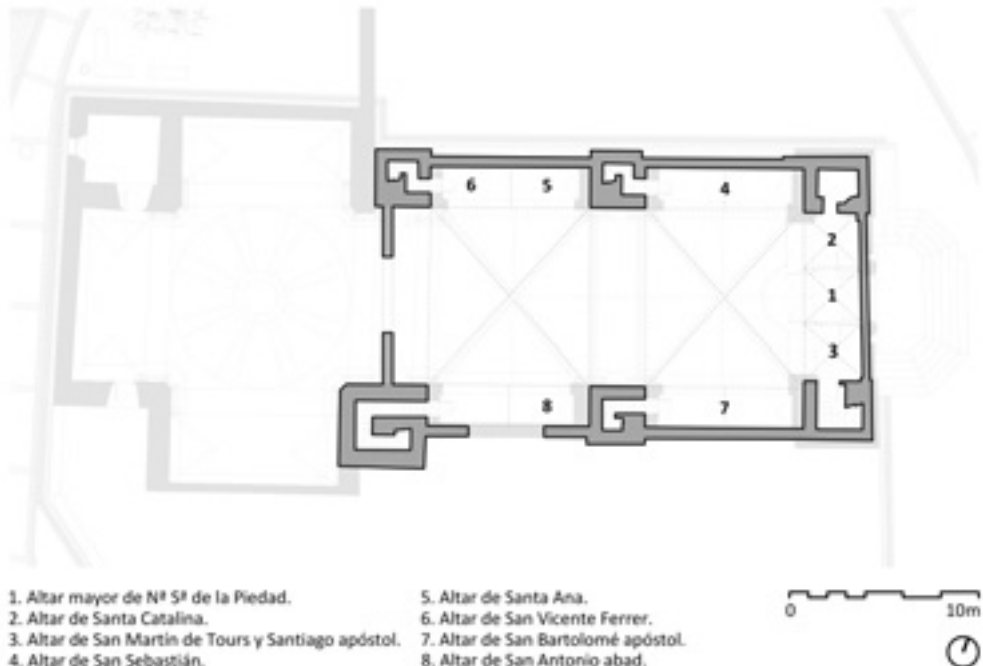 6 5 4
2
1
3
8 7
1. Altar mayor de Nª Sª de la Piedad.
2. Altar de Santa Catalina.
3. Altar de San Martín de Tours y Santiago apóstol.
4. Altar de San Sebastián.
5. Altar de Santa Ana.
6. Altar de San Vicente Ferrer.
7. Altar de San Bartolomé apóstol.
8. Altar de San Antonio abad.
0 10m